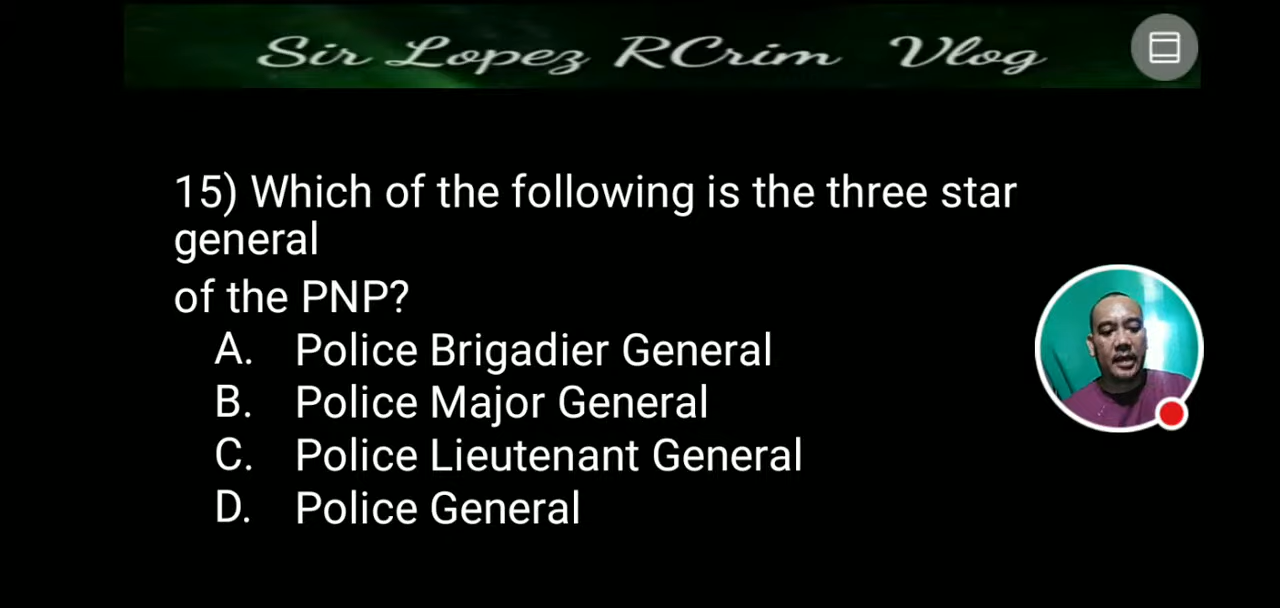 Sir Lopez RCrim Vlog
15) Which of the following is the three star
general
of the PNP?
A. Police Brigadier General
B. Police Major General
C. Police Lieutenant General
D. Police General